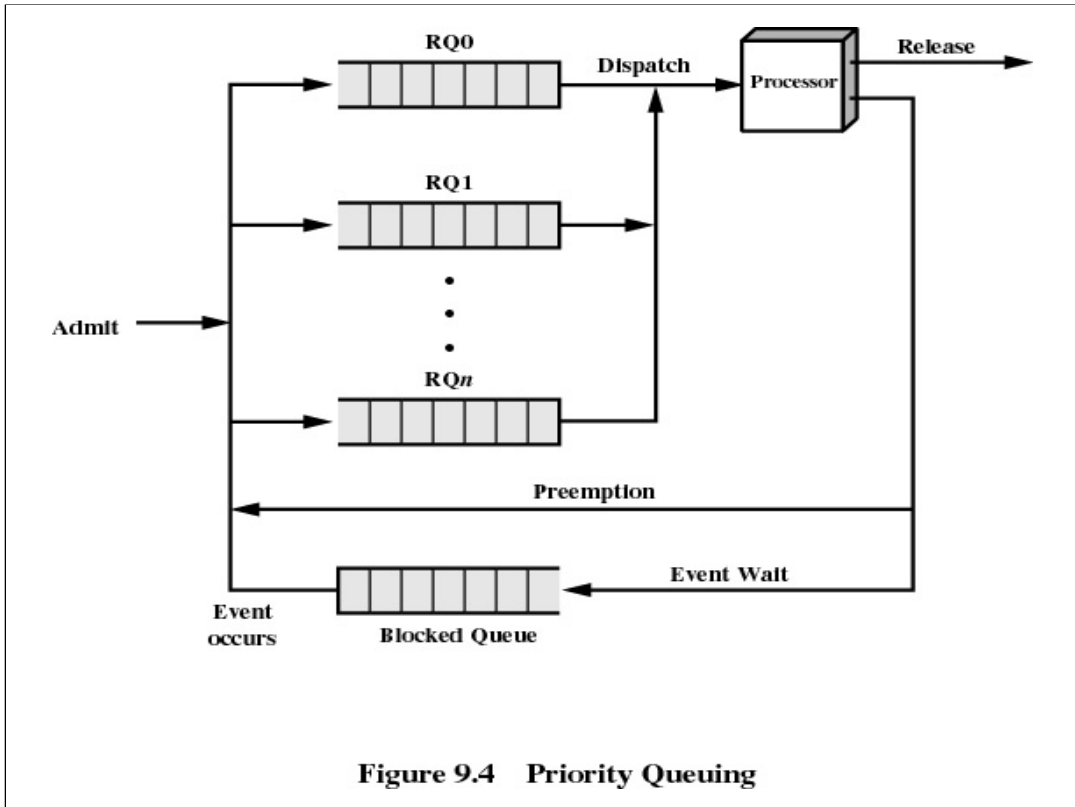 RQ0
Release
Dispatch
Processor
RQ1
Admit
RQn
Preemption
Event Wait
Event
occurs
Blocked Queue
Figure 9.4 Priority Queuing